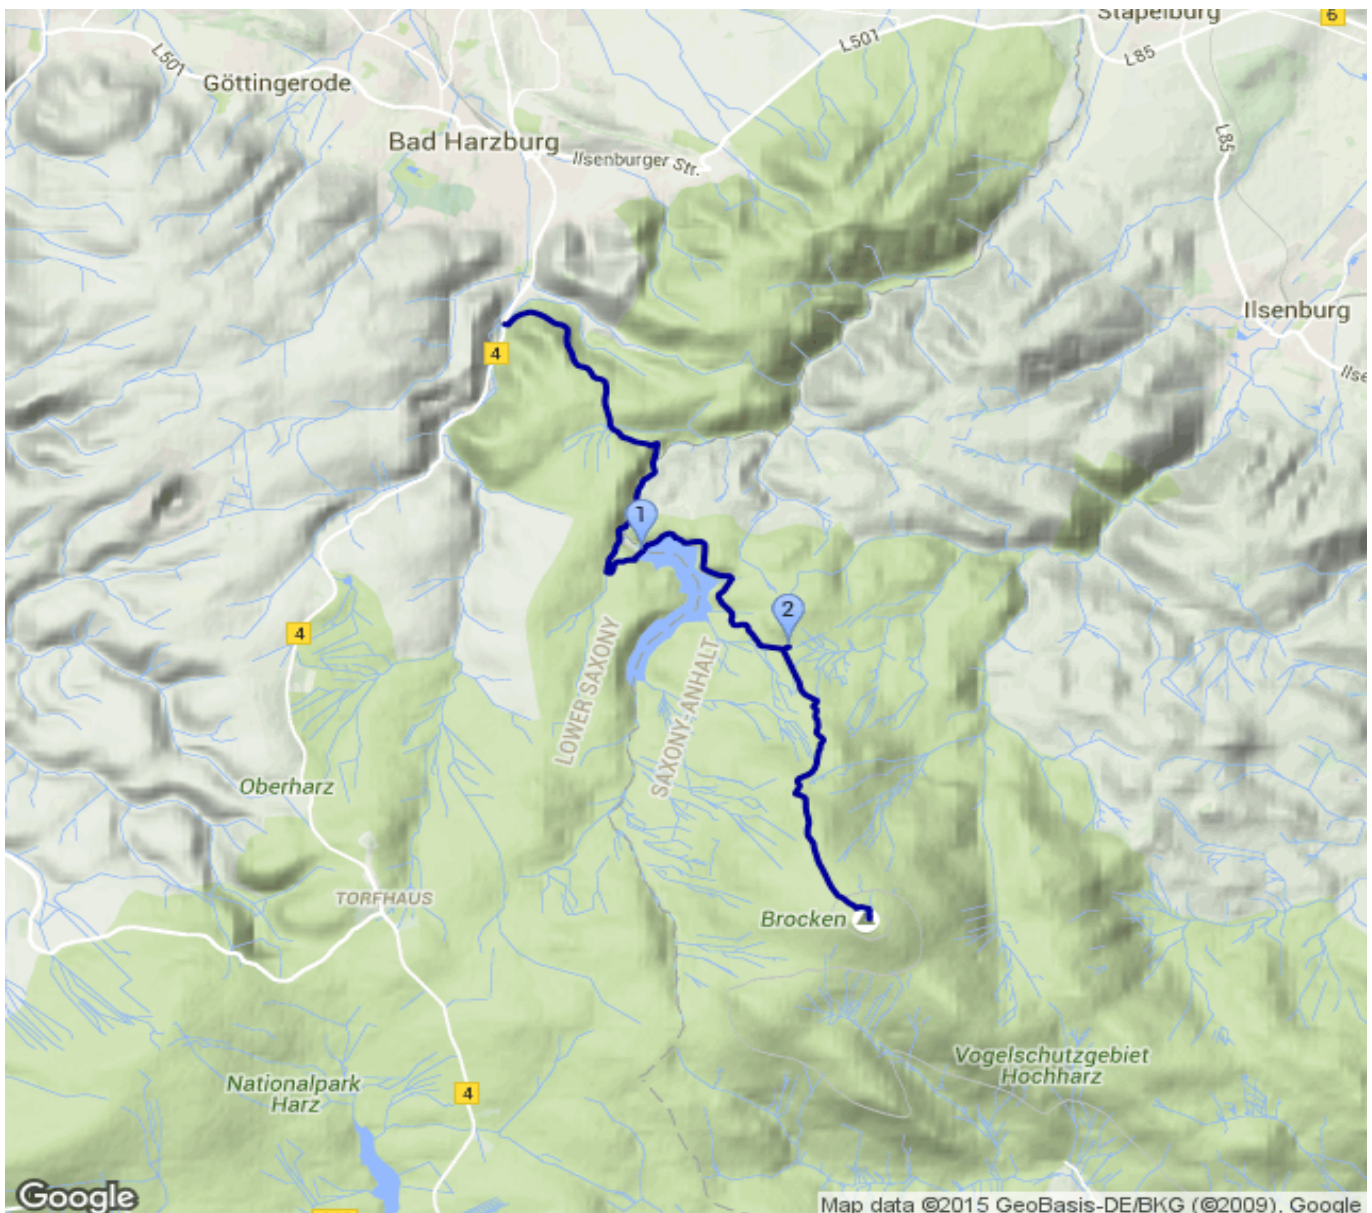 Stapelburg
6
L501
L501
L85
Göttingerode
Bad Harzburg
Ilsenburger Str.
L85
Ilsenburg
4
Ilse
1
2
4
LOWER SAXONY
SAXONY-ANHALT
Oberharz
TORFHAUS
Brocken
Vogelschutzgebiet
Hochharz
Nationalpark
Harz
4
Google
Map data ©2015 GeoBasis-DE/BKG (©2009), Google